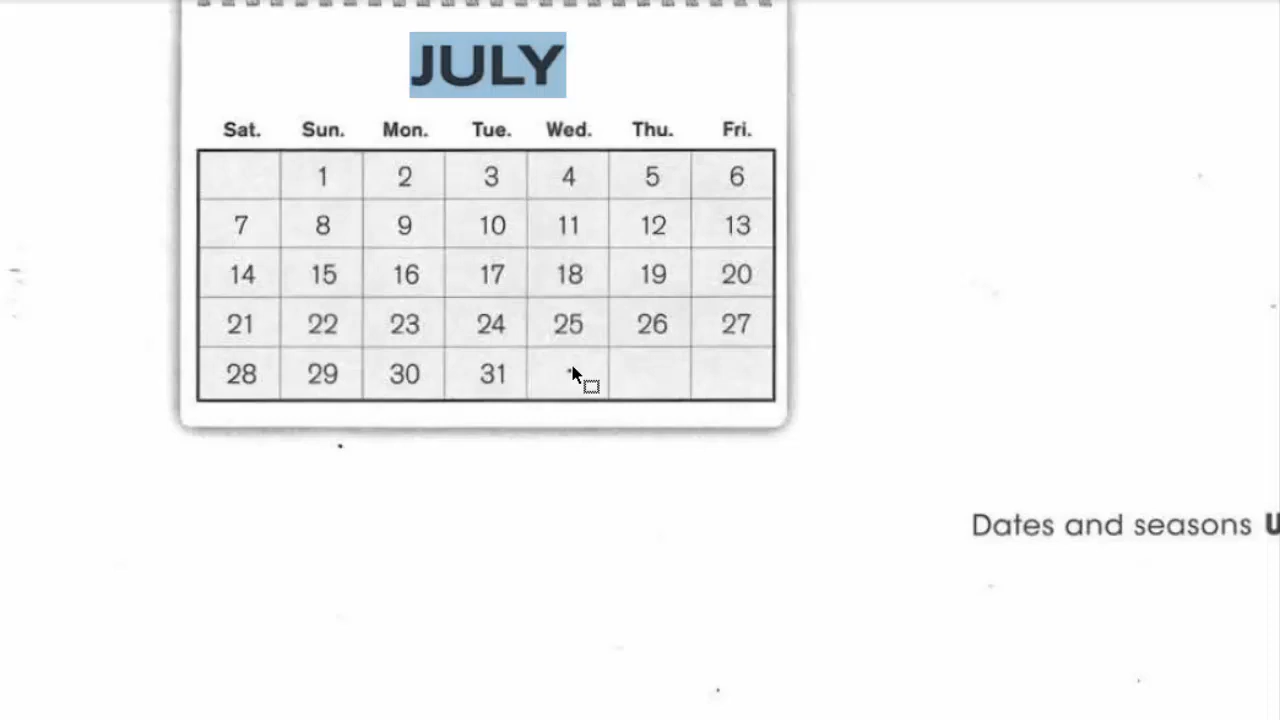 JULY
Sat. Sun. Mon. Tue. Wed. Thu. Fri.
1 2 3 4 5 6
7 8 9 10 11 12 13
14 15 16 17 18 19 20
21 22 23 24 25 26 27
28 29 30 31
Dates and seasons